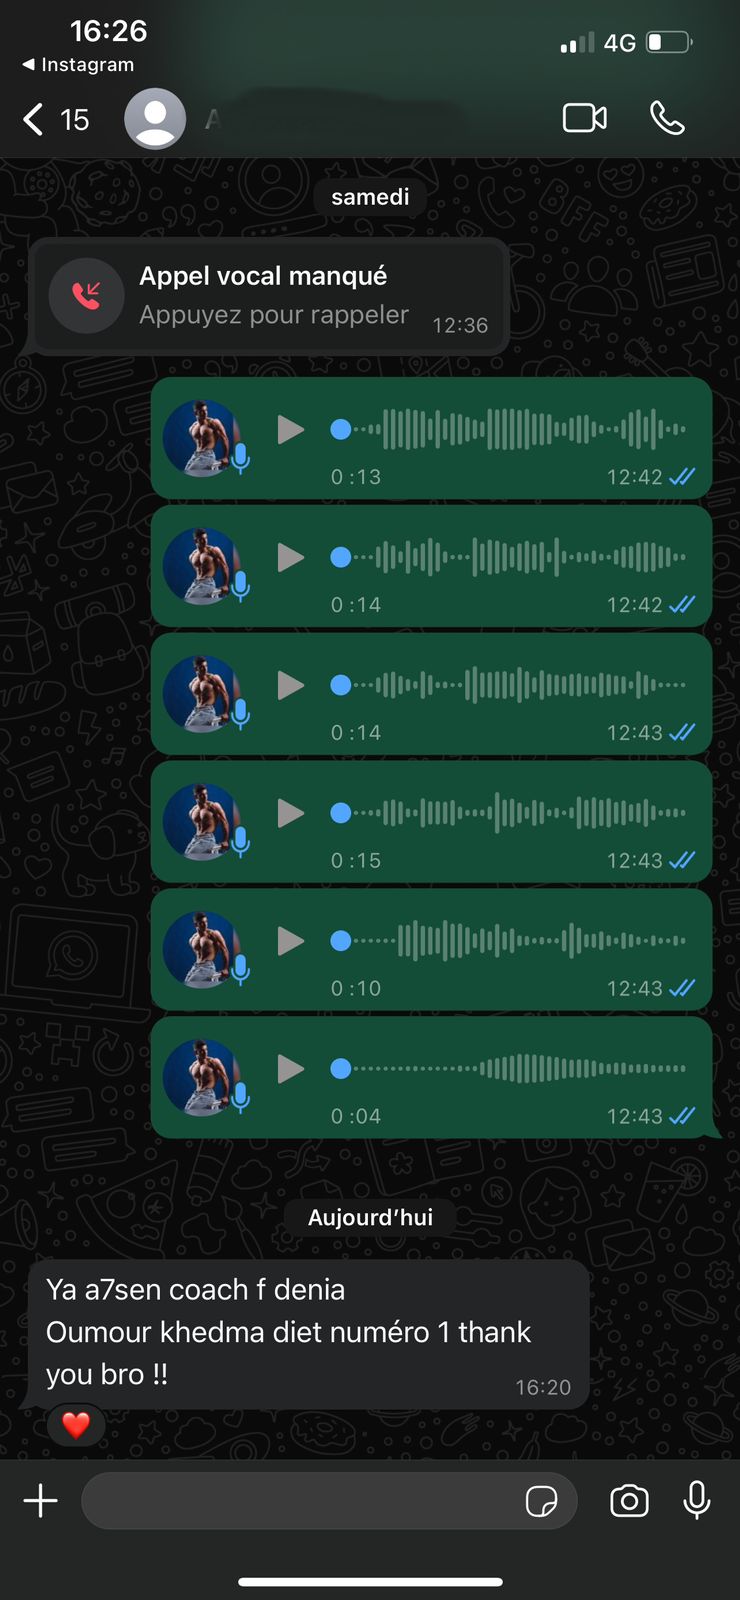 16:26
4G
◀ Instagram
15
A
samedi
Appel vocal manqué
Appuyez pour rappeler 12:36
0:13 12:42
0:14 12:42
0:14 12:43
0:15 12:43
0:10 12:43
0:04 12:43
Aujourd’hui
Ya a7sen coach f denia
Oumour khedma diet numéro 1 thank
you bro !!
16:20